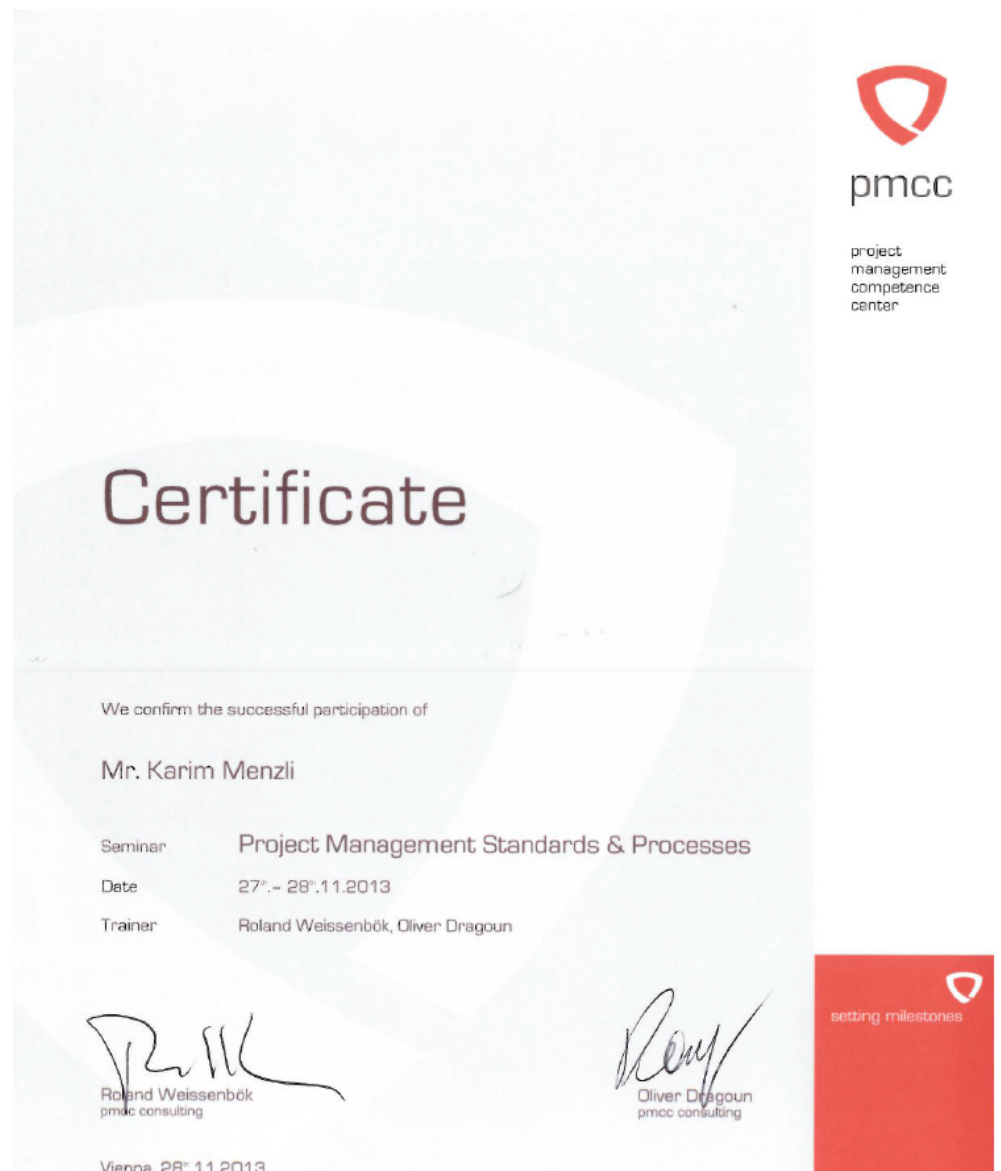 pmcc
project
management
competence
center
Certificate
We confirm the successful participation of
Mr. Karim Menzli
Seminar Project Management Standards & Processes
Date 27th.– 28th.11.2013
Trainer Roland Weissenbök, Oliver Dragoun
setting milestones
Roland Weissenbök
pmcc consulting
Oliver Dragoun
pmcc consulting
Vienna, 28th 11.2013